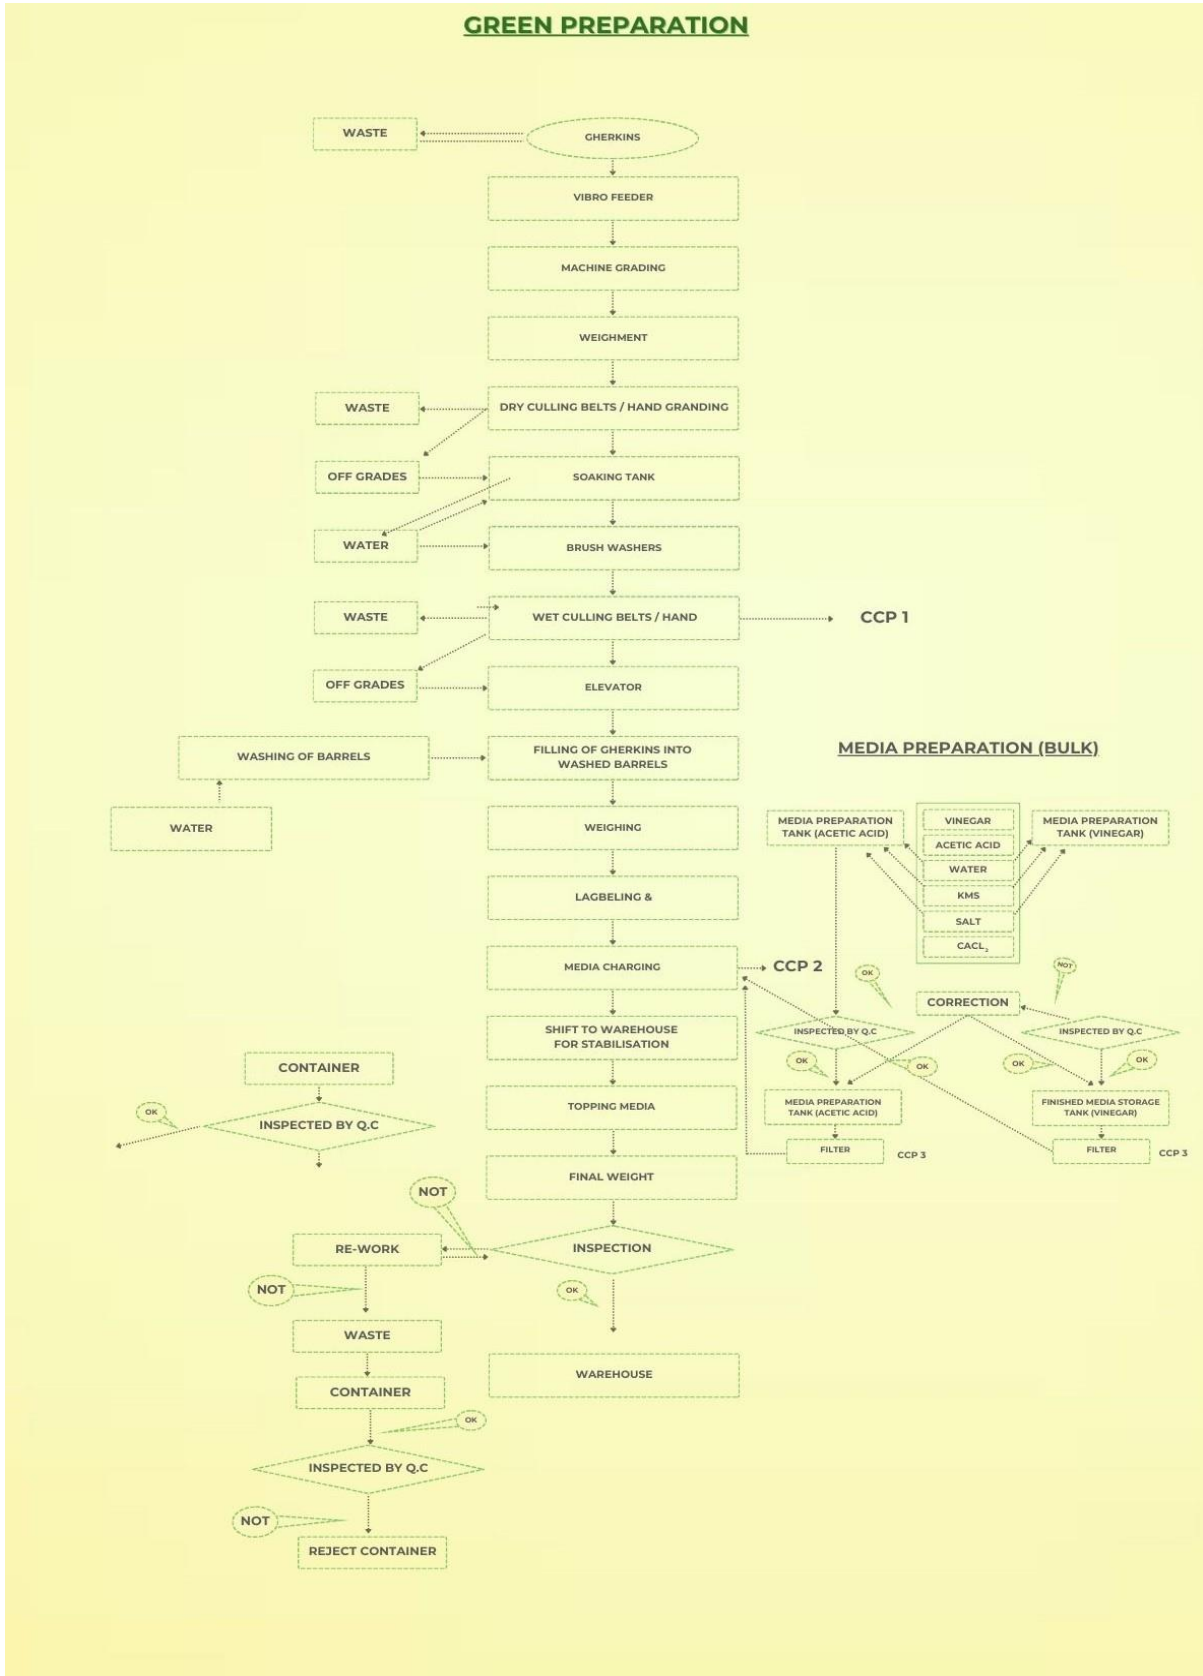 GREEN PREPARATION
WASTE
GHERKINS
VIBRO FEEDER
MACHINE GRADING
WEIGHMENT
WASTE
DRY CULLING BELTS / HAND GRANDING
OFF GRADES
SOAKING TANK
WATER
BRUSH WASHERS
WASTE
WET CULLING BELTS / HAND
CCP 1
OFF GRADES
ELEVATOR
WASHING OF BARRELS
FILLING OF GHERKINS INTO
WASHED BARRELS
WATER
WEIGHING
LAGBELING &
MEDIA CHARGING
CCP 2
SHIFT TO WAREHOUSE
FOR STABILISATION
TOPPING MEDIA
FINAL WEIGHT
INSPECTION
OK
WAREHOUSE
MEDIA PREPARATION (BULK)
MEDIA PREPARATION
TANK (ACETIC ACID)
VINEGAR
ACETIC ACID
WATER
KMS
SALT
CACL₂
MEDIA PREPARATION
TANK (VINEGAR)
OK
NOT
CORRECTION
INSPECTED BY Q.C
INSPECTED BY Q.C
OK
OK
OK
OK
MEDIA PREPARATION
TANK (ACETIC ACID)
FINISHED MEDIA STORAGE
TANK (VINEGAR)
FILTER
CCP 3
FILTER
CCP 3
CONTAINER
OK
INSPECTED BY Q.C
NOT
RE-WORK
NOT
WASTE
CONTAINER
OK
INSPECTED BY Q.C
NOT
REJECT CONTAINER